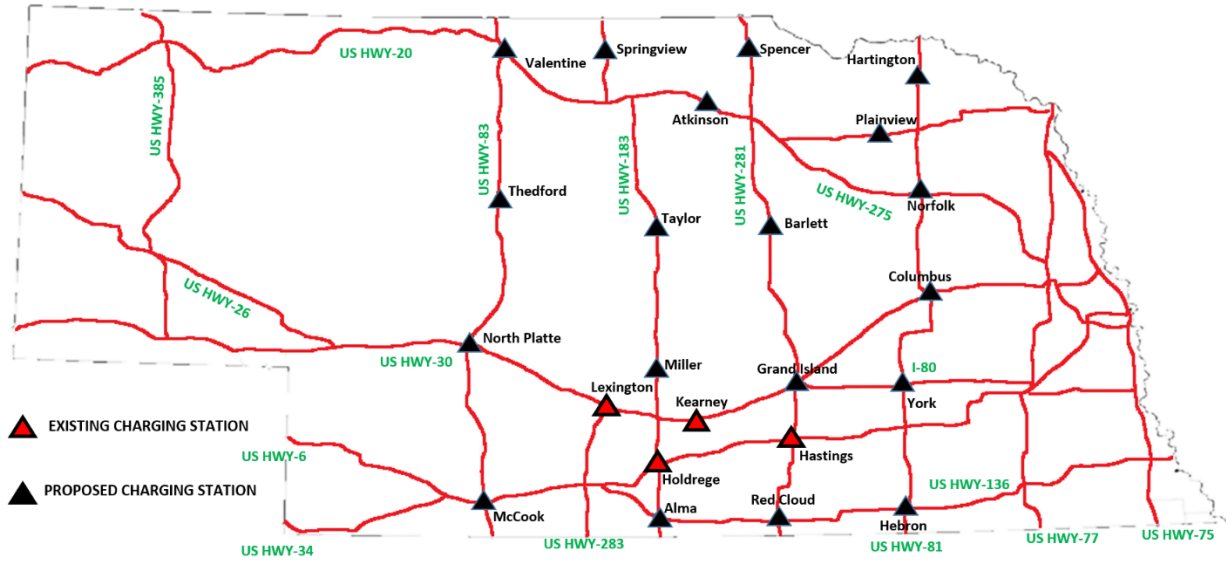 Springview
Spencer
US HWY-20
Valentine
Hartington
US HWY-385
Atkinson
Plainview
US HWY-83
US HWY-183
US HWY-281
Thedford
US HWY-275
Norfolk
Taylor
Barlett
Columbus
US HWY-26
North Platte
US HWY-30
Miller
Grand Island
I-80
Lexington
Kearney
York
EXISTING CHARGING STATION
US HWY-6
Hastings
Holdrege
PROPOSED CHARGING STATION
US HWY-136
McCook
Alma
Red Cloud
Hebron
US HWY-34
US HWY-283
US HWY-81
US HWY-77
US HWY-75